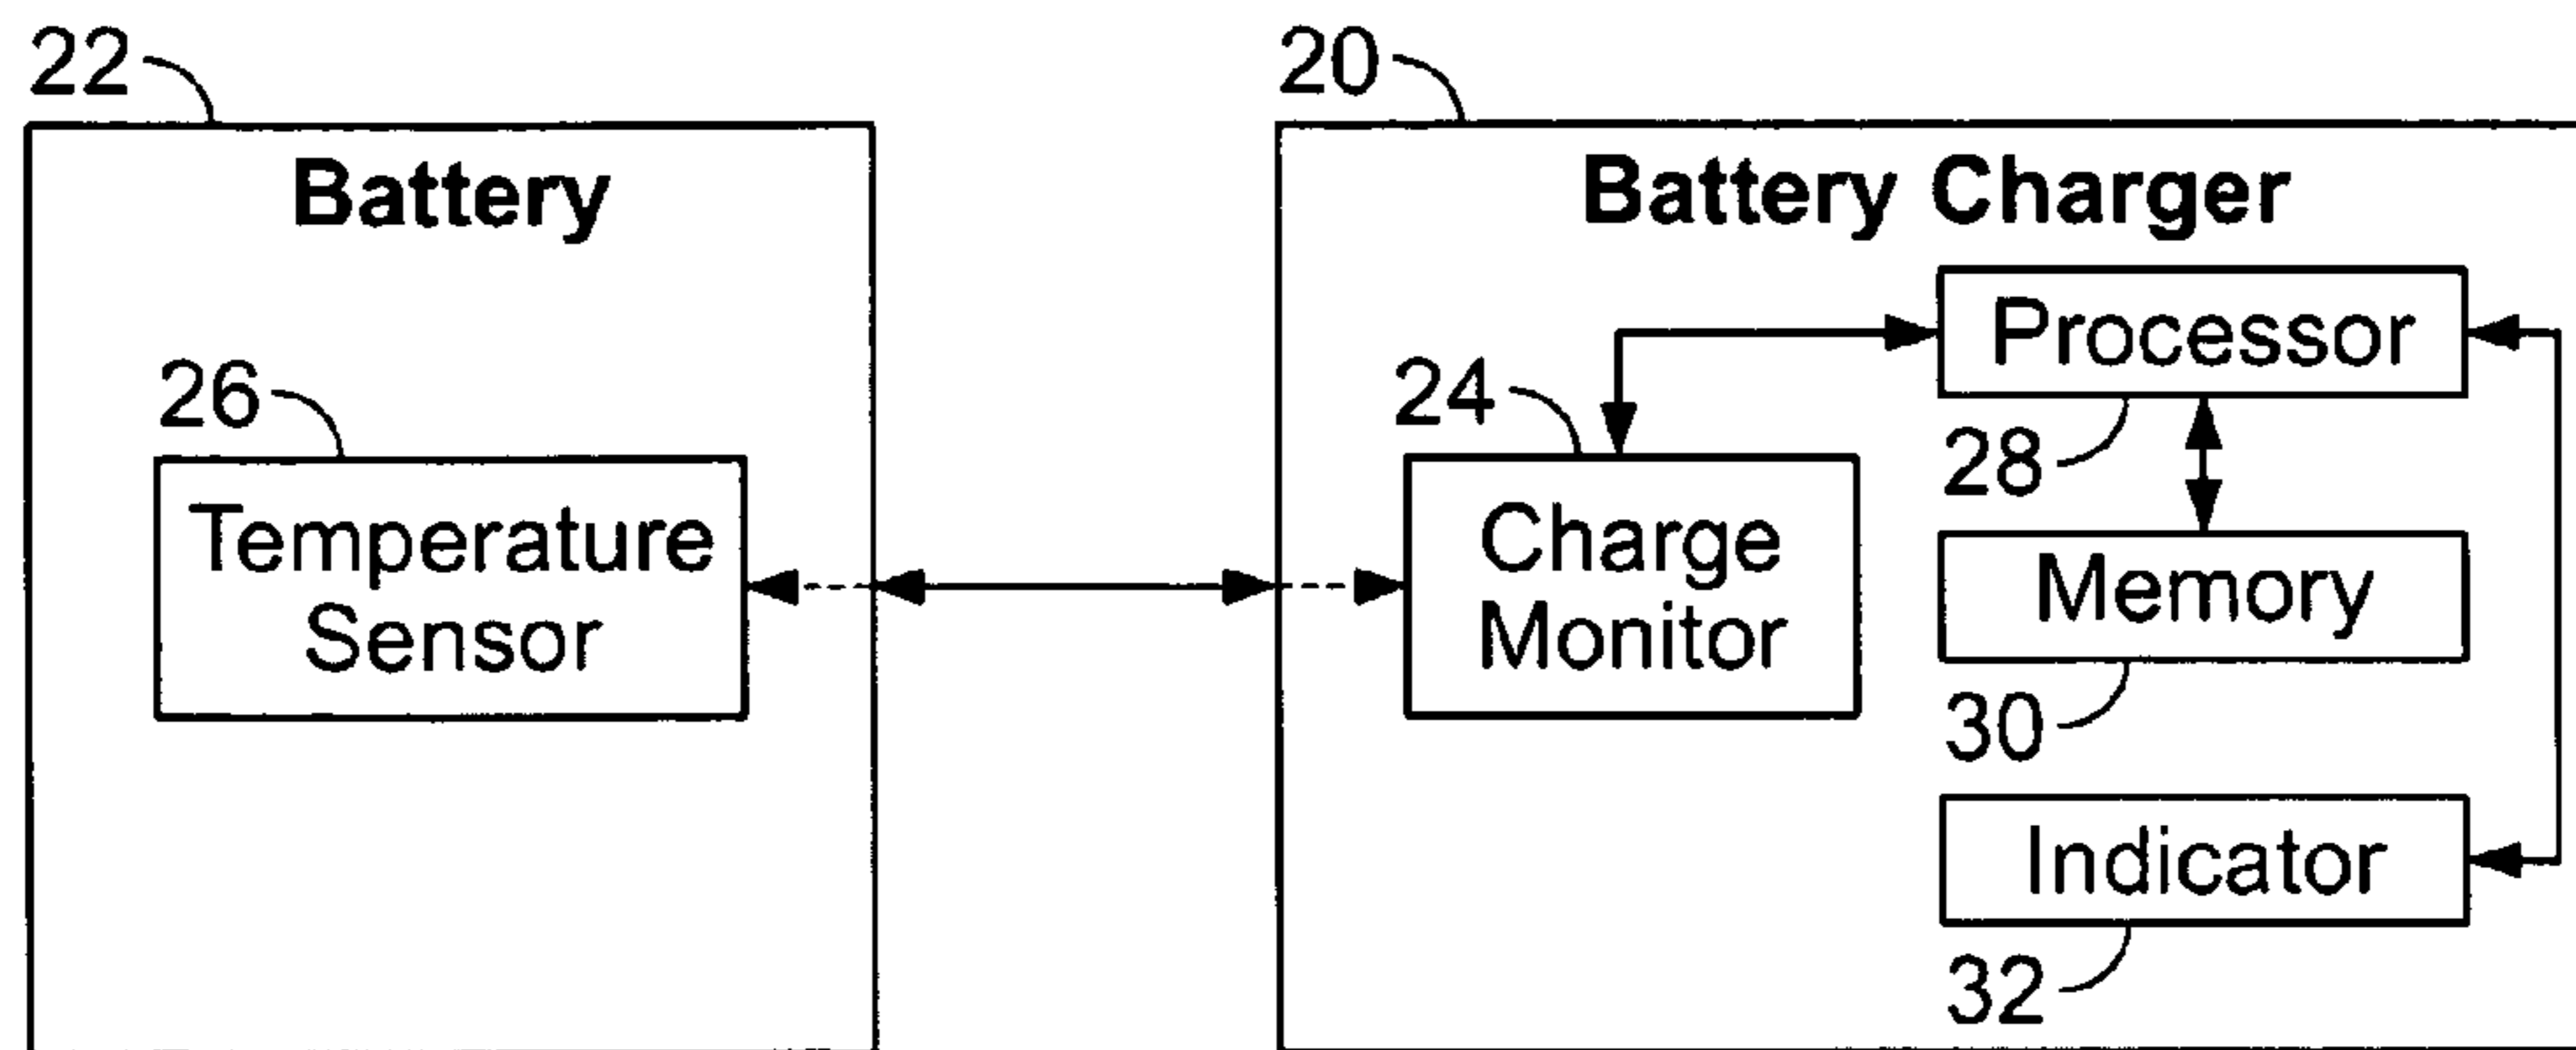 22
20
Battery
Battery Charger
Processor
26
24
28
Temperature
Sensor
Charge
Monitor
Memory
30
Indicator
32